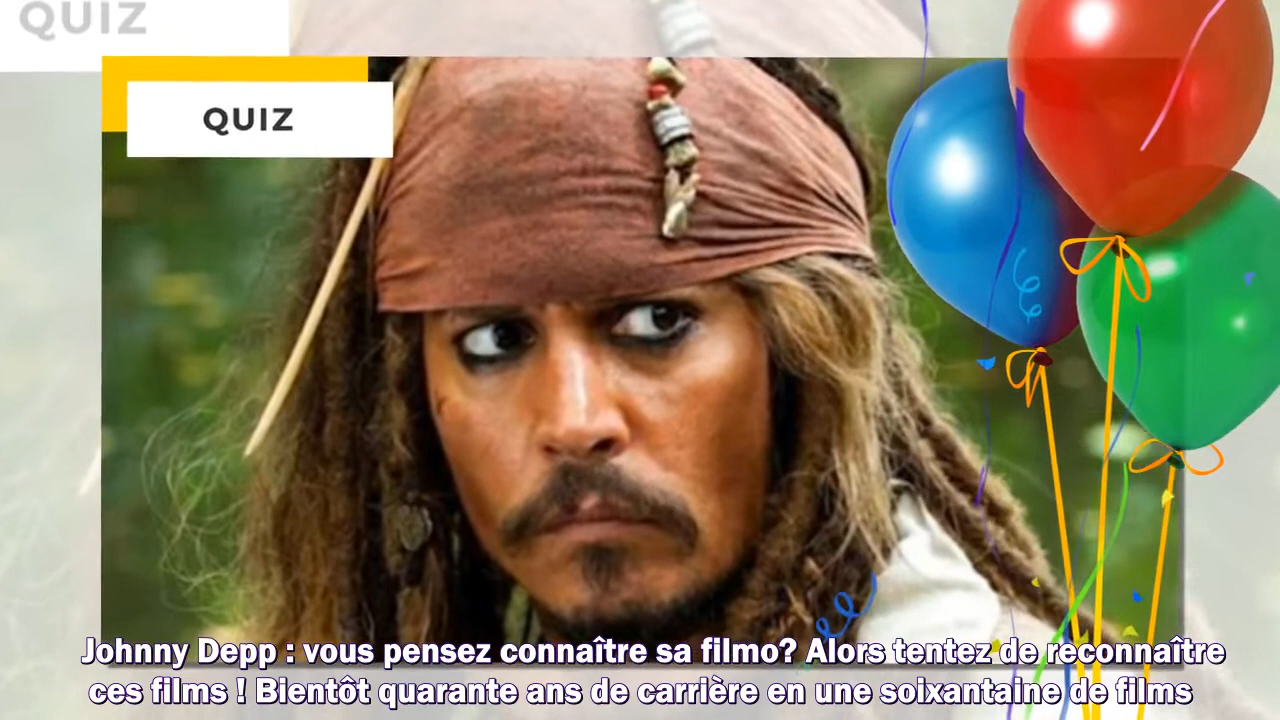 QUIZ
QUIZ
Johnny Depp : vous pensez connaître sa filmo? Alors tentez de reconnaître
ces films ! Bientôt quarante ans de carrière en une soixantaine de films